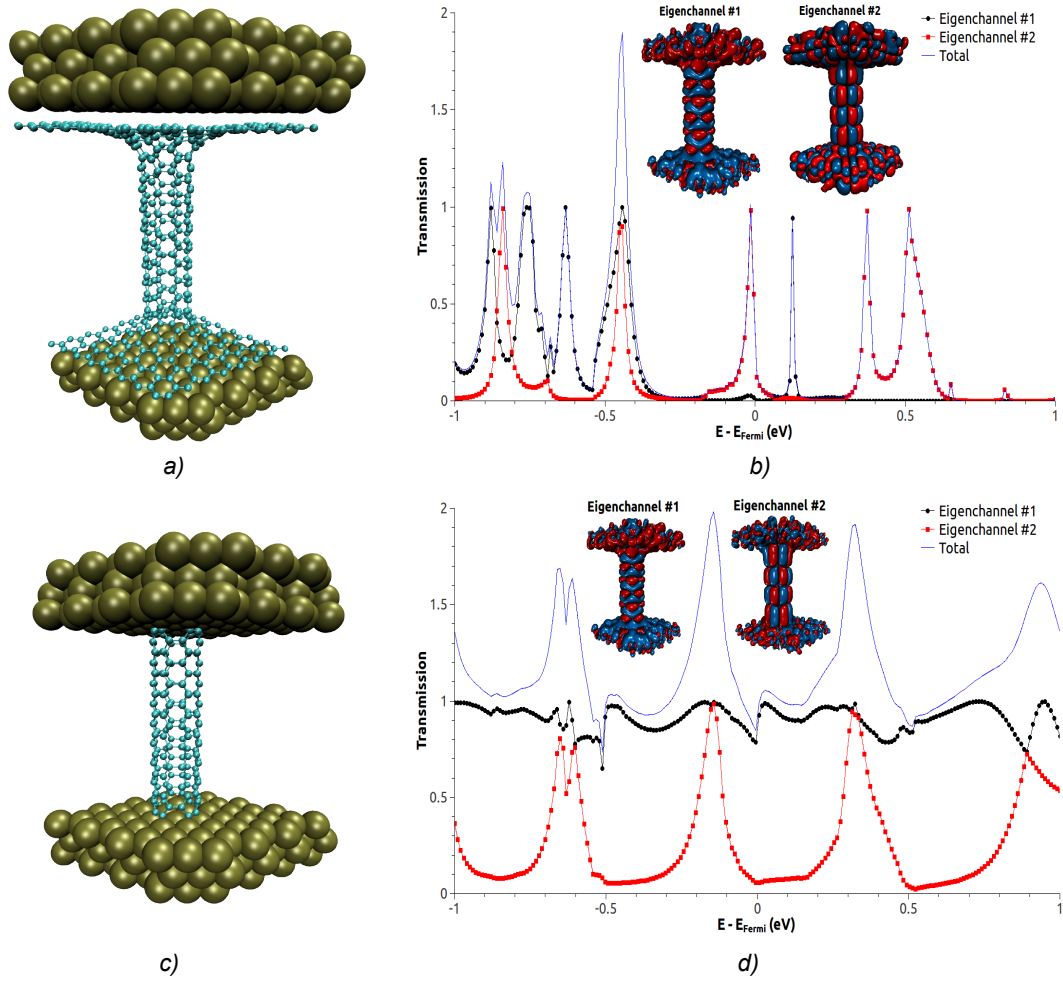 Eigenchannel #1
Eigenchannel #2
Eigenchannel #1
Eigenchannel #2
Total
Transmission
2
1.5
1
0.5
0
-1
-0.5
0
0.5
1
E - EFermi (eV)
a)
b)
Eigenchannel #1
Eigenchannel #2
Eigenchannel #1
Eigenchannel #2
Total
Transmission
2
1.5
1
0.5
0
-1
-0.5
0
0.5
1
E - EFermi (eV)
c)
d)